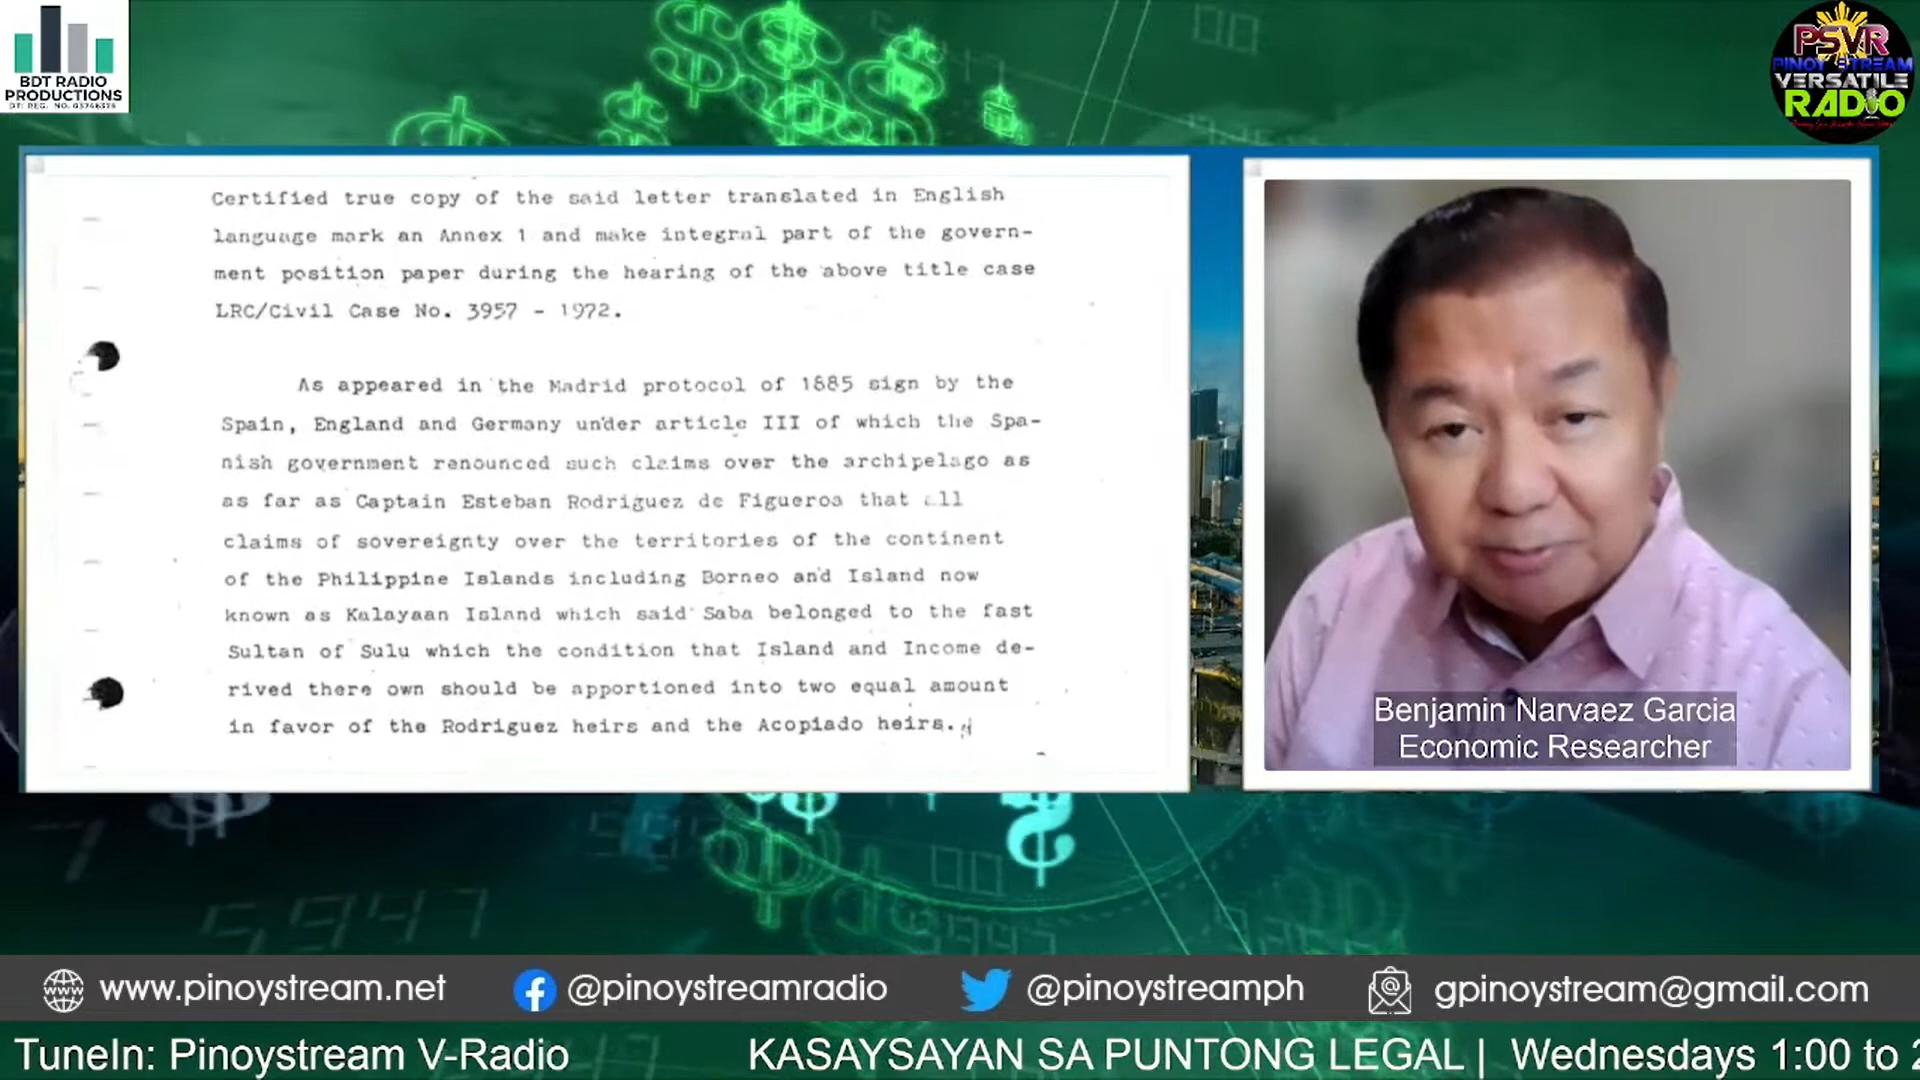 BDT RADIO
PRODUCTIONS
PSVR
PINOY STREAM
VERSATILE
RADIO
Certified true copy of the said letter translated in English
language mark an Annex 1 and make integral part of the govern-
ment position paper during the hearing of the above title case
LRC/Civil Case No. 3957 - 1972.
As appeared in the Madrid protocol of 1885 sign by the
Spain, England and Germany under article III of which the Spa-
nish government renounced such claims over the archipelago as
as far as Captain Esteban Rodriguez de Figueroa that all
claims of sovereignty over the territories of the continent
of the Philippine Islands including Borneo and Island now
known as Kalayaan Island which said Saba belonged to the fast
Sultan of Sulu which the condition that Island and Income de-
rived there own should be apportioned into two equal amount
in favor of the Rodriguez heirs and the Acopiado heirs.
Benjamin Narvaez Garcia
Economic Researcher
www.pinoystream.net
@pinoystreamradio
@pinoystreamph
gpinoystream@gmail.com
TuneIn: Pinoystream V-Radio
KASAYSAYAN SA PUNTONG LEGAL | Wednesdays 1:00 to 2